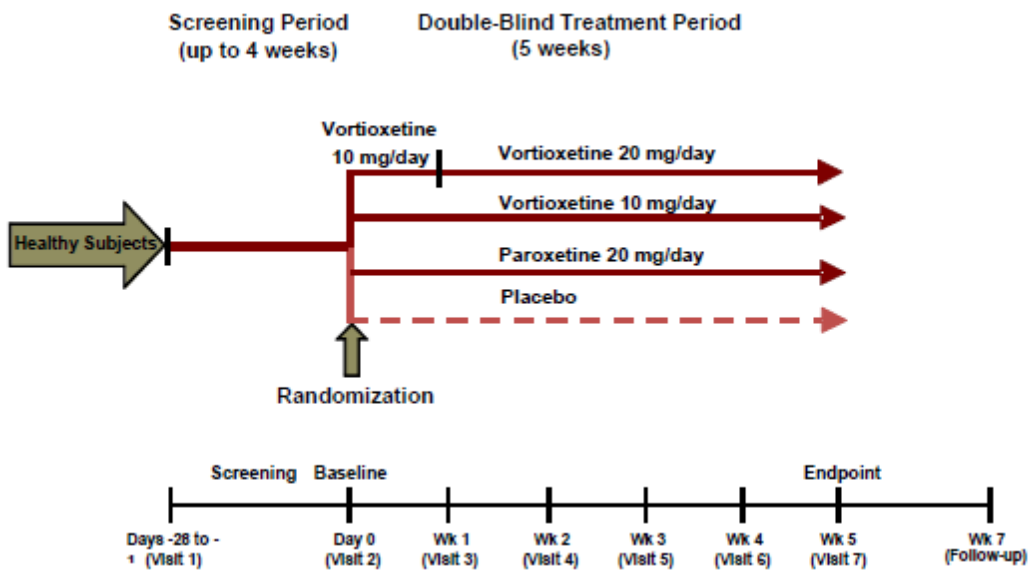 Screening Period
(up to 4 weeks)
Double-Blind Treatment Period
(5 weeks)
Vortioxetine
10 mg/day
Vortioxetine 20 mg/day
Vortioxetine 10 mg/day
Healthy Subjects
Paroxetine 20 mg/day
Placebo
Randomization
Screening
Baseline
Endpoint
Days -28 to -
1 (Visit 1)
Day 0
(Visit 2)
Wk 1
(Visit 3)
Wk 2
(Visit 4)
Wk 3
(Visit 5)
Wk 4
(Visit 6)
Wk 5
(Visit 7)
Wk 7
(Follow-up)